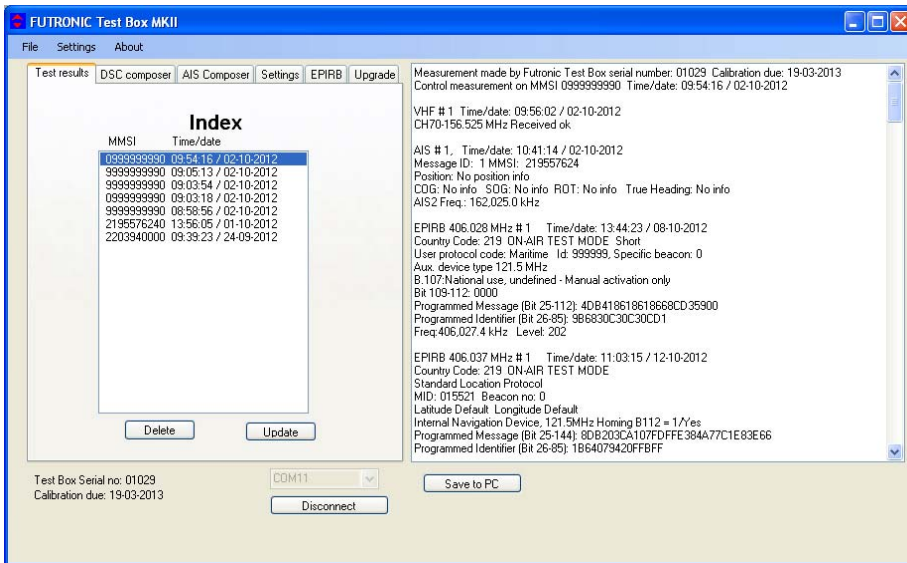 FUTRONIC Test Box MKII
File Settings About
Test results DSC composer AIS Composer Settings EPIRB Upgrade
Index
MMSI Time/date
0999999990 09:54:16 / 02-10-2012
9999999990 09:05:13 / 02-10-2012
9999999990 09:03:54 / 02-10-2012
0999999990 09:03:18 / 02-10-2012
9999999990 08:58:56 / 02-10-2012
2195576240 13:56:05 / 01-10-2012
2203940000 09:39:23 / 24-09-2012
Delete Update
Test Box Serial no: 01029
Calibration due: 19-03-2013
COM11
Disconnect
Measurement made by Futronic Test Box serial number: 01029 Calibration due: 19-03-2013
Control measurement on MMSI 0999999990 Time/date: 09:54:16 / 02-10-2012
VHF # 1 Time/date: 09:56:02 / 02-10-2012
CH70-156.525 MHz Received ok
AIS # 1, Time/date: 10:41:14 / 02-10-2012
Message ID: 1 MMSI: 219557624
Position: No position info
COG: No info SOG: No info ROT: No info True Heading: No info
AIS2 Freq.: 162,025.0 kHz
EPIRB 406.028 MHz # 1 Time/date: 13:44:23 / 08-10-2012
Country Code: 219 ON-AIR TEST MODE Short
User protocol code: Maritime Id: 999999, Specific beacon: 0
Aux. device type 121.5 MHz
B.107:National use, undefined - Manual activation only
Bit 109-112: 0000
Programmed Message (Bit 25-112): 4DB418618618668CD35900
Programmed Identifier (Bit 26-85): 9B6830C30C30CD1
Freq:406,027.4 kHz Level: 202
EPIRB 406.037 MHz # 1 Time/date: 11:03:15 / 12-10-2012
Country Code: 219 ON-AIR TEST MODE
Standard Location Protocol
MID: 015521 Beacon no: 0
Latitude Default Longitude Default
Internal Navigation Device, 121.5MHz Homing B112 = 1/Yes
Programmed Message (Bit 25-144): 8DB203CA107FDFFE384A77C1E83E66
Programmed Identifier (Bit 26-85): 1B64079420FFBFF
Save to PC